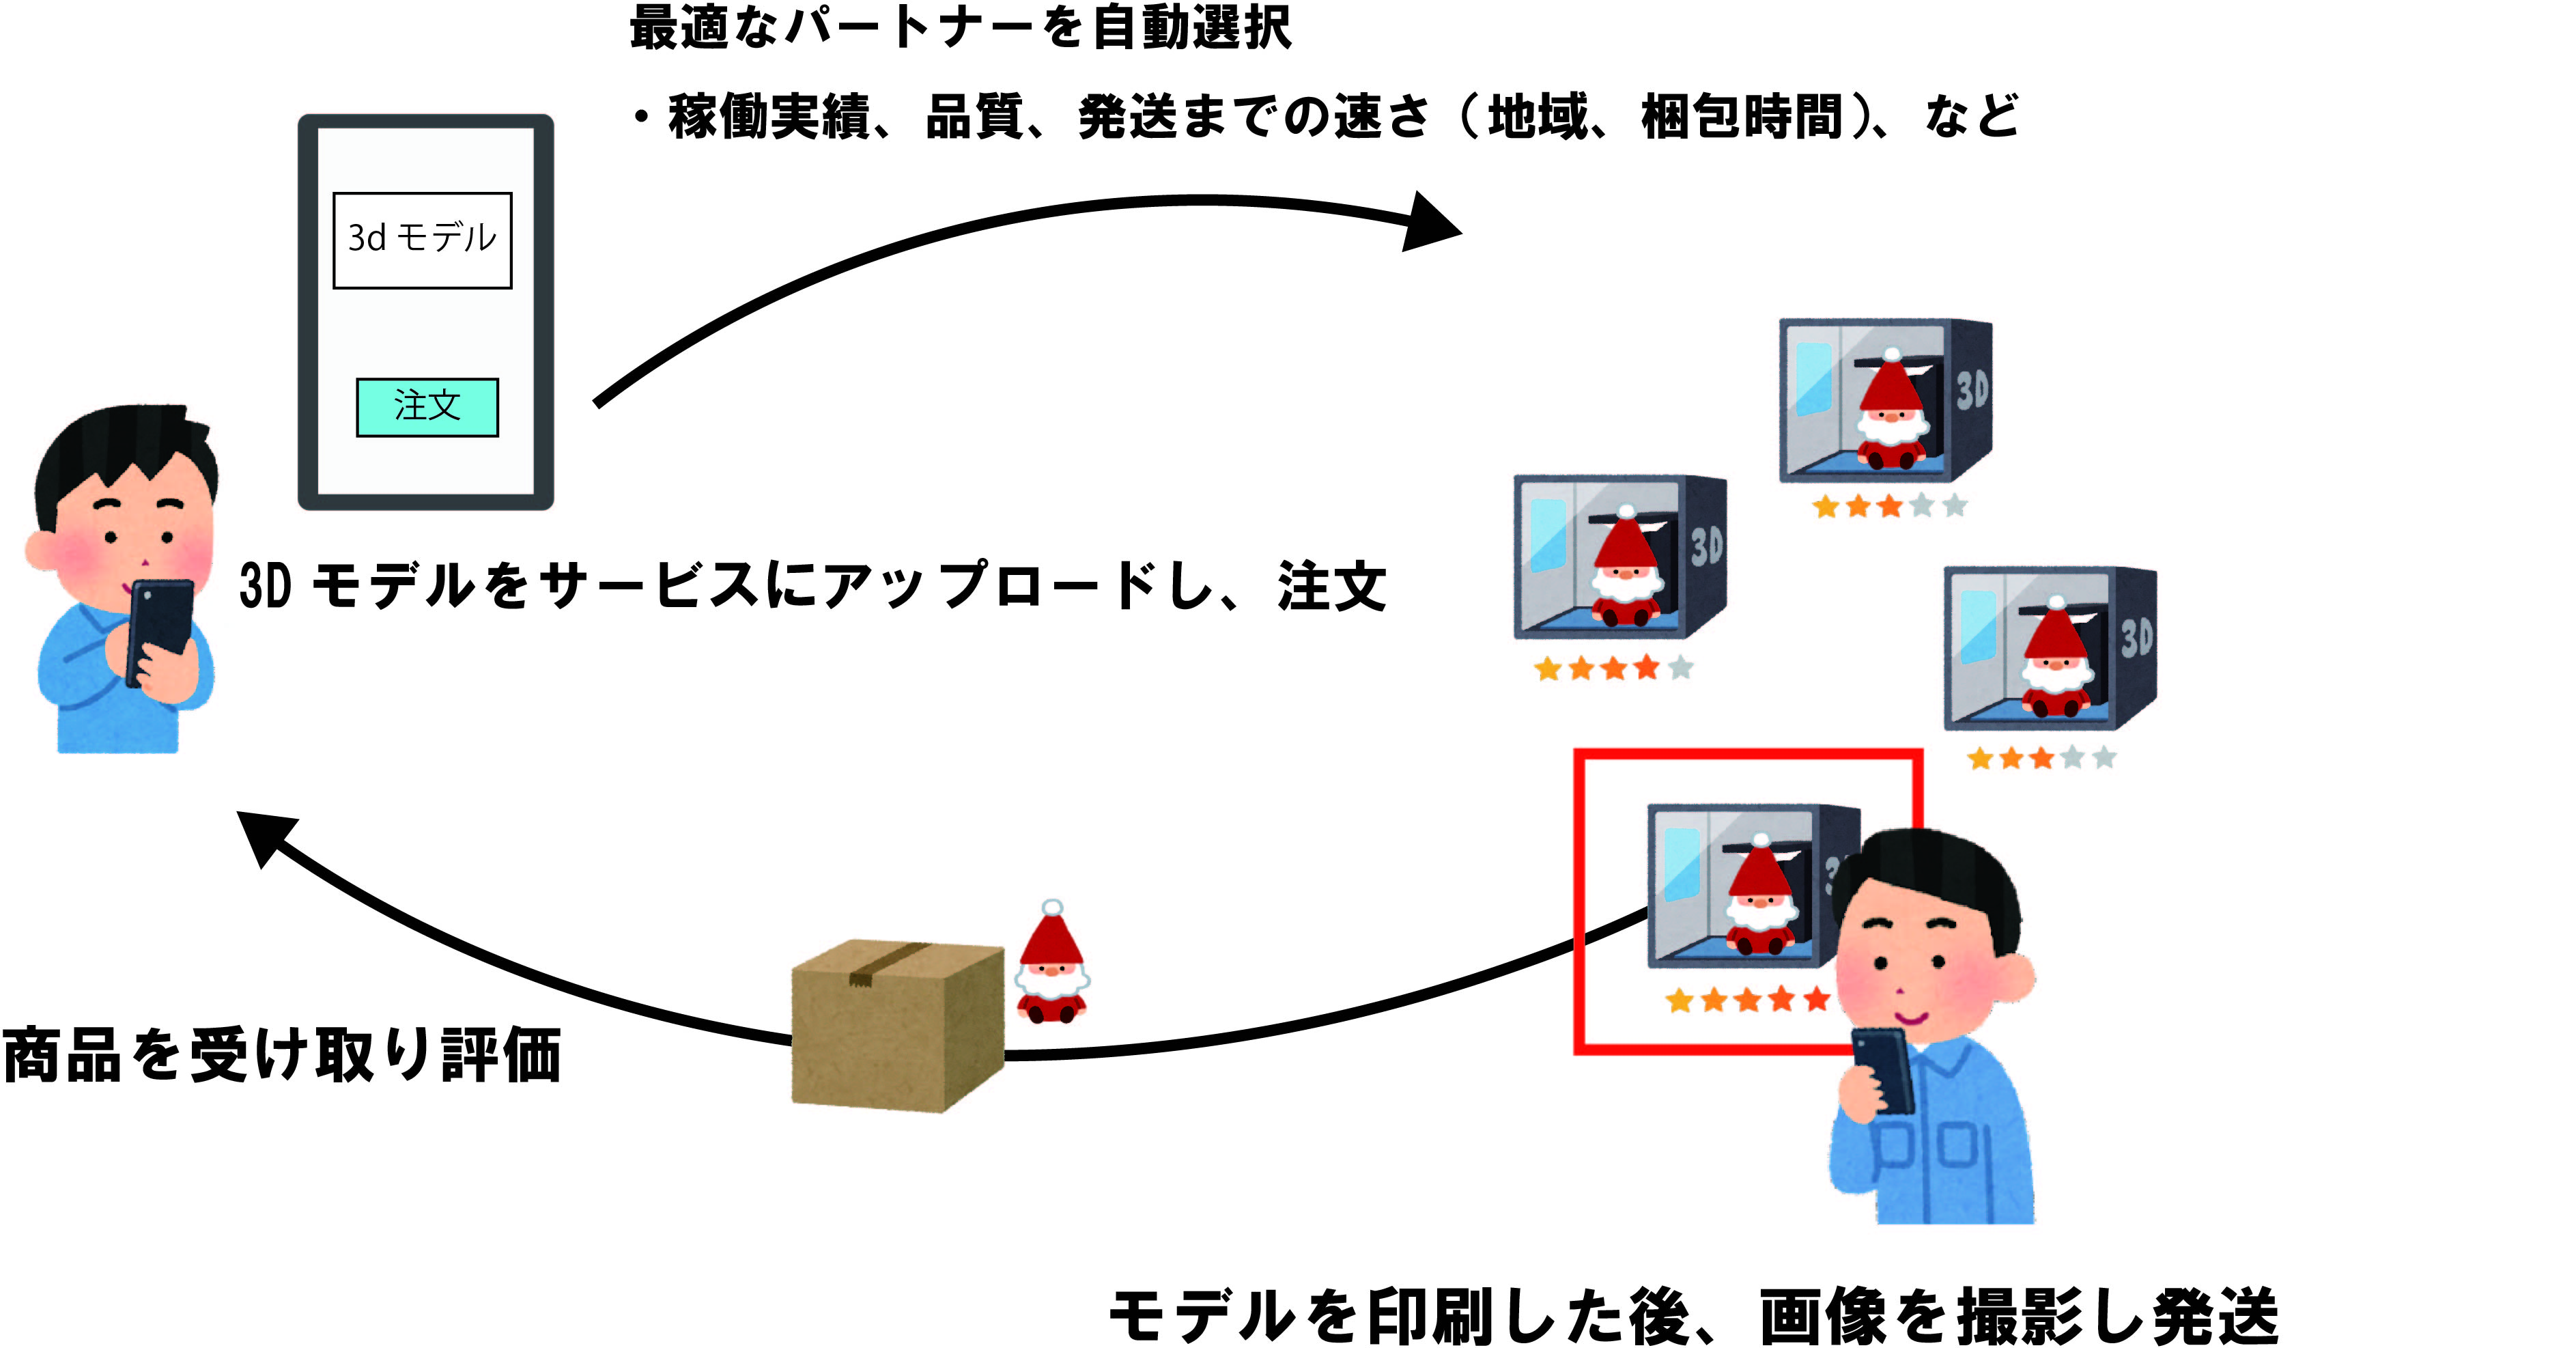 最適なパートナーを自動選択
・稼働実績、品質、発送までの速さ（地域、梱包時間）、など
3d モデル
注文
3D モデルをサービスにアップロードし、注文
3D
3D
3D
3D
商品を受け取り評価
モデルを印刷した後、画像を撮影し発送